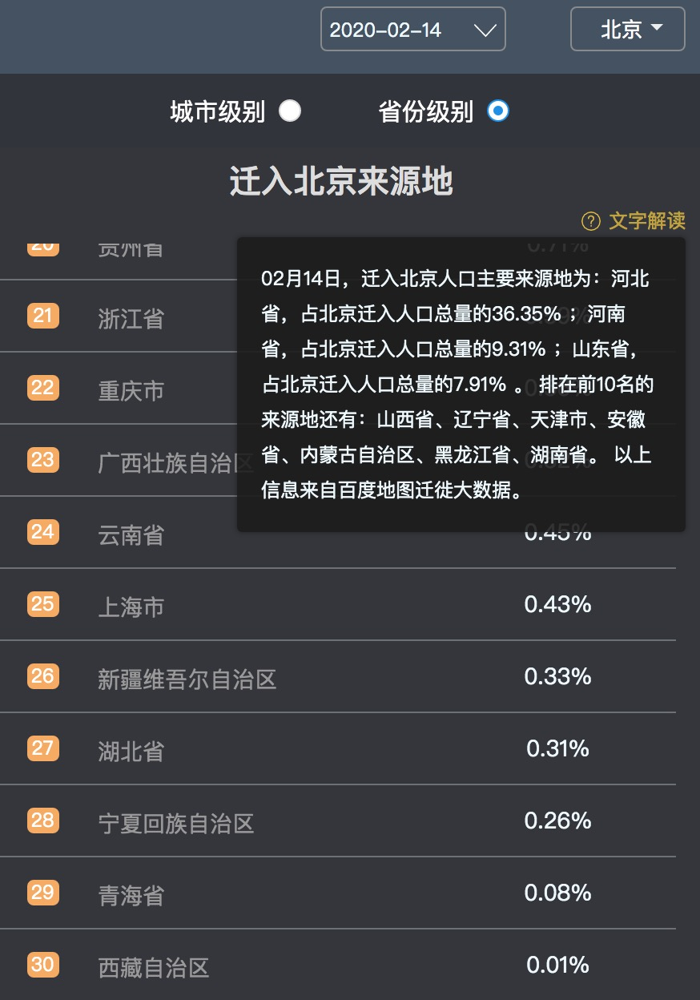 2020-02-14
北京
城市级别
省份级别
迁入北京来源地
? 文字解读
20 贵州省 0.71%
02月14日，迁入北京人口主要来源地为：河北
省，占北京迁入人口总量的36.35% ；河南
省，占北京迁入人口总量的9.31% ；山东省，
占北京迁入人口总量的7.91% 。 排在前10名的
来源地还有：山西省、辽宁省、天津市、安徽
省、内蒙古自治区、黑龙江省、湖南省。 以上
信息来自百度地图迁徙大数据。
21 浙江省
22 重庆市
23 广西壮族自治区
24 云南省 0.45%
25 上海市 0.43%
26 新疆维吾尔自治区 0.33%
27 湖北省 0.31%
28 宁夏回族自治区 0.26%
29 青海省 0.08%
30 西藏自治区 0.01%